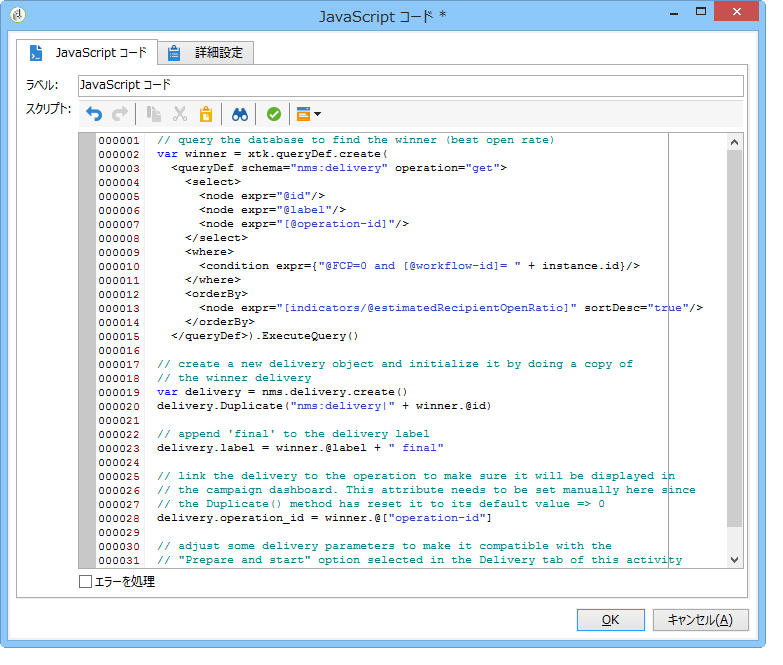 JavaScript コード *
JavaScript コード
詳細設定
ラベル:
JavaScript コード
スクリプト:
000001 // query the database to find the winner (best open rate)
000002 var winner = xtk.queryDef.create(
000003 <queryDef schema="nms:delivery" operation="get">
000004 <select>
000005 <node expr="@id"/>
000006 <node expr="@label"/>
000007 <node expr="[@operation-id]"/>
000008 </select>
000009 <where>
000010 <condition expr={"@FCP=0 and [@workflow-id]= " + instance.id}/>
000011 </where>
000012 <orderBy>
000013 <node expr="[indicators/@estimatedRecipientOpenRatio]" sortDesc="true"/>
000014 </orderBy>
000015 </queryDef>).ExecuteQuery()
000016
000017 // create a new delivery object and initialize it by doing a copy of
000018 // the winner delivery
000019 var delivery = nms.delivery.create()
000020 delivery.Duplicate("nms:delivery|" + winner.@id)
000021
000022 // append 'final' to the delivery label
000023 delivery.label = winner.@label + " final"
000024
000025 // link the delivery to the operation to make sure it will be displayed in
000026 // the campaign dashboard. This attribute needs to be set manually here since
000027 // the Duplicate() method has reset it to its default value => 0
000028 delivery.operation_id = winner.@["operation-id"]
000029
000030 // adjust some delivery parameters to make it compatible with the
000031 // "Prepare and start" option selected in the Delivery tab of this activity
エラーを処理
OK
キャンセル(A)